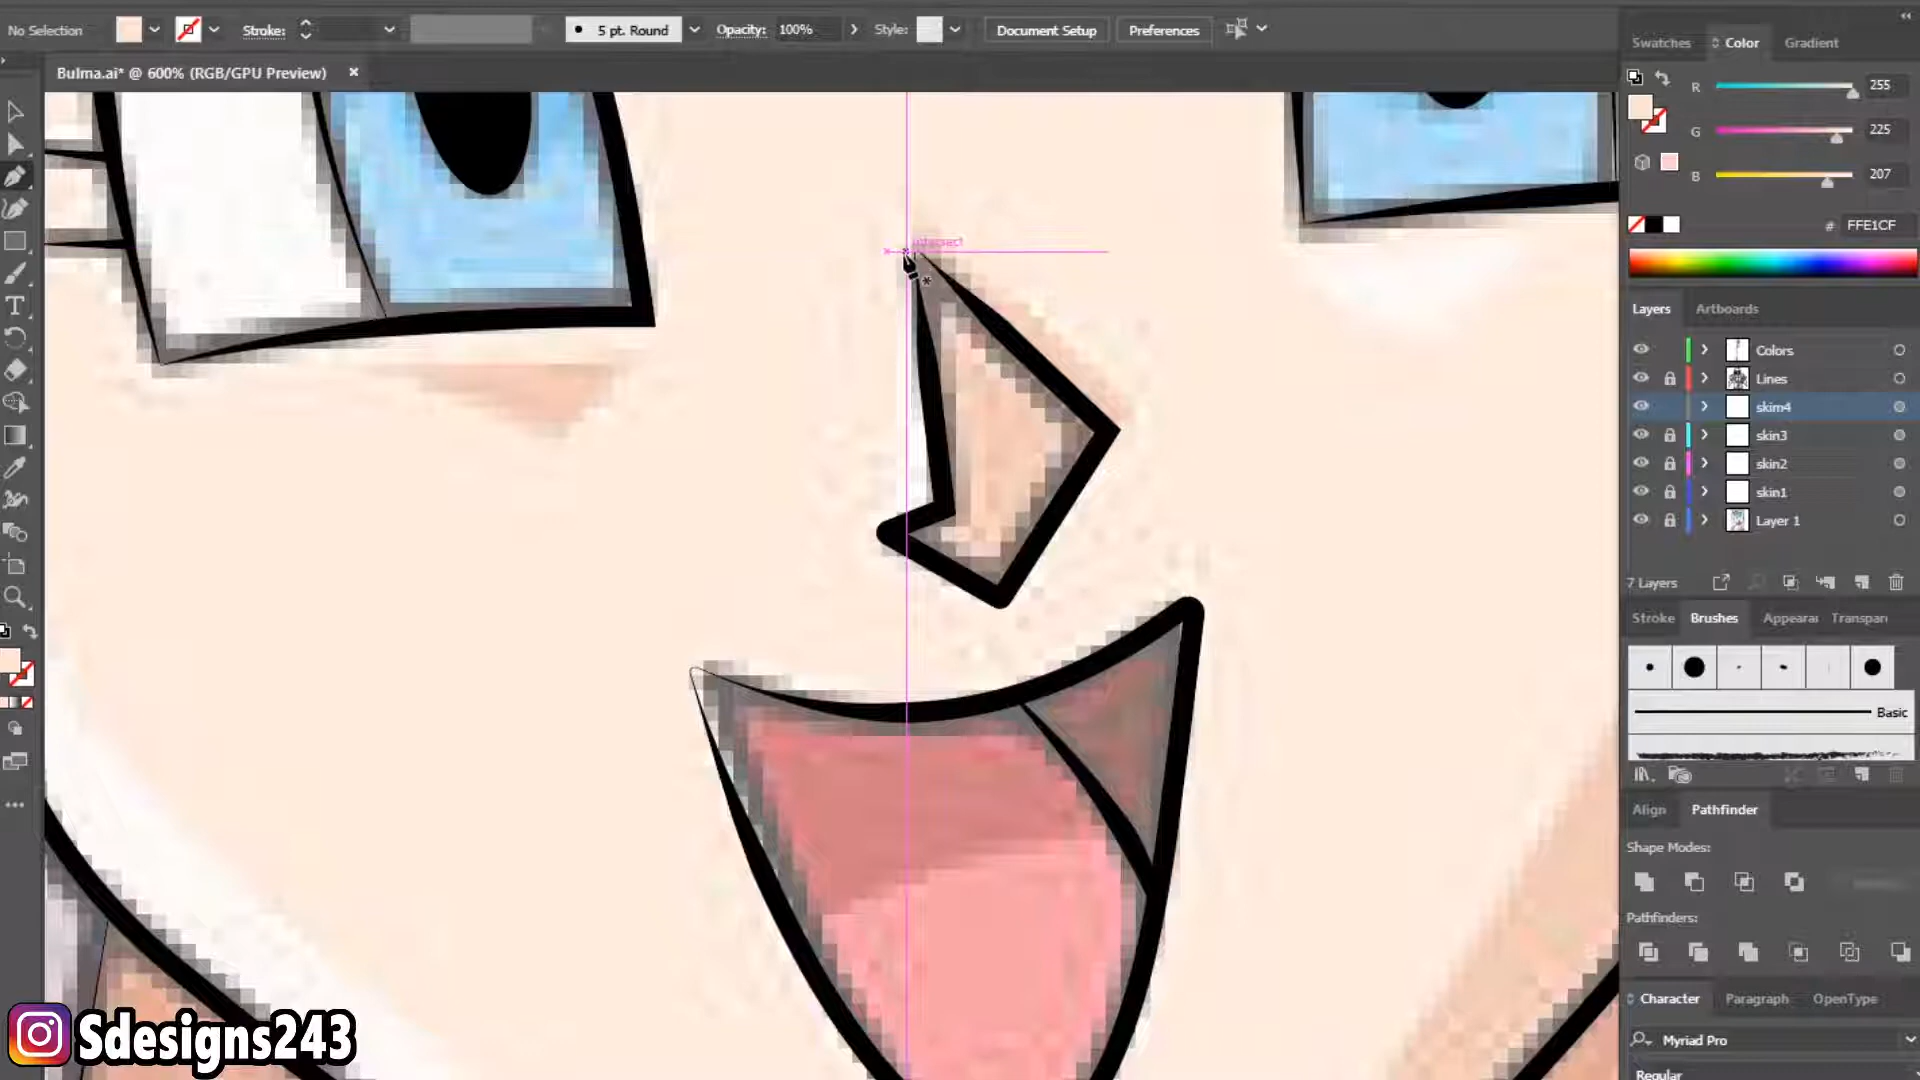 No Selection Stroke: 5 pt. Round Opacity: 100% Style: Document Setup Preferences
Bulma.ai* @ 600% (RGB/GPU Preview) ×
Swatches Color Gradient
R 255
G 225
B 207
# FFE1CF
Layers Artboards
Colors
Lines
skim4
skin3
skin2
skin1
Layer 1
7 Layers
Stroke Brushes Appearai Transpar
Basic
Align Pathfinder
Shape Modes:
Pathfinders:
Character Paragraph OpenType
Myriad Pro
Regular
intersect
Sdesigns243